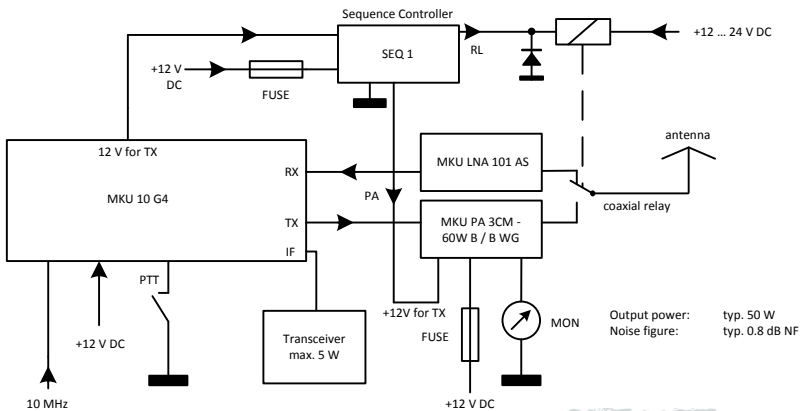 Sequence Controller
SEQ 1
RL
+12 ... 24 V DC
+12 V
DC
FUSE
12 V for TX
MKU 10 G4
RX
TX
IF
PA
MKU LNA 101 AS
MKU PA 3CM -
60W B / B WG
antenna
coaxial relay
PTT
+12 V DC
10 MHz
Transceiver
max. 5 W
+12V for TX
FUSE
MON
+12 V DC
Output power: typ. 50 W
Noise figure: typ. 0.8 dB NF